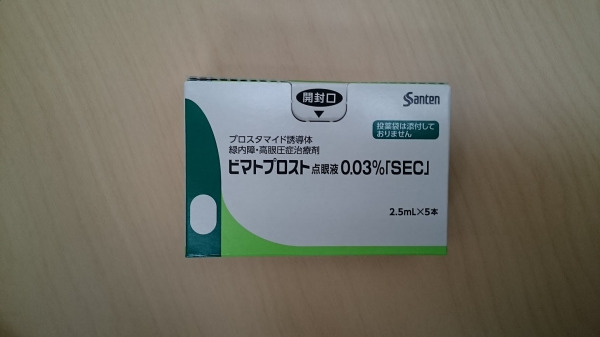 開封口
Santen
投薬袋は添付して
おりません
プロスタマイド誘導体
緑内障・高眼圧症治療剤
ビマトプロスト点眼液0.03%「SEC」
2.5mL×5本